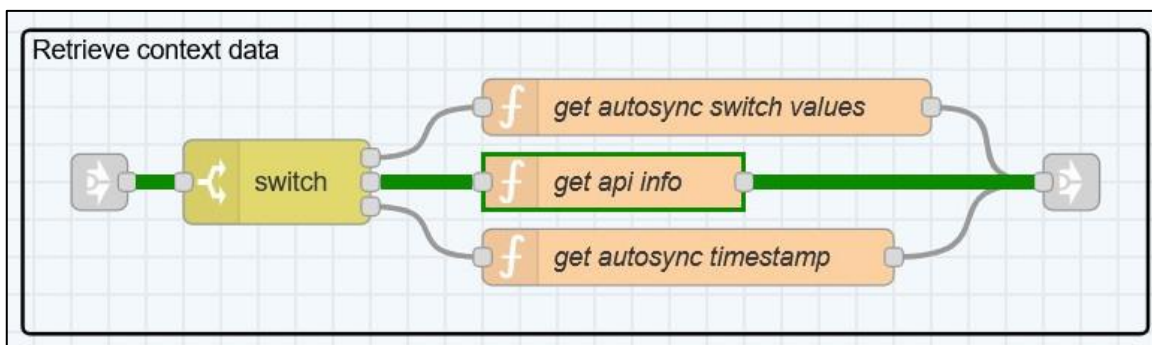 Retrieve context data
get autosync switch values
switch
get api info
get autosync timestamp